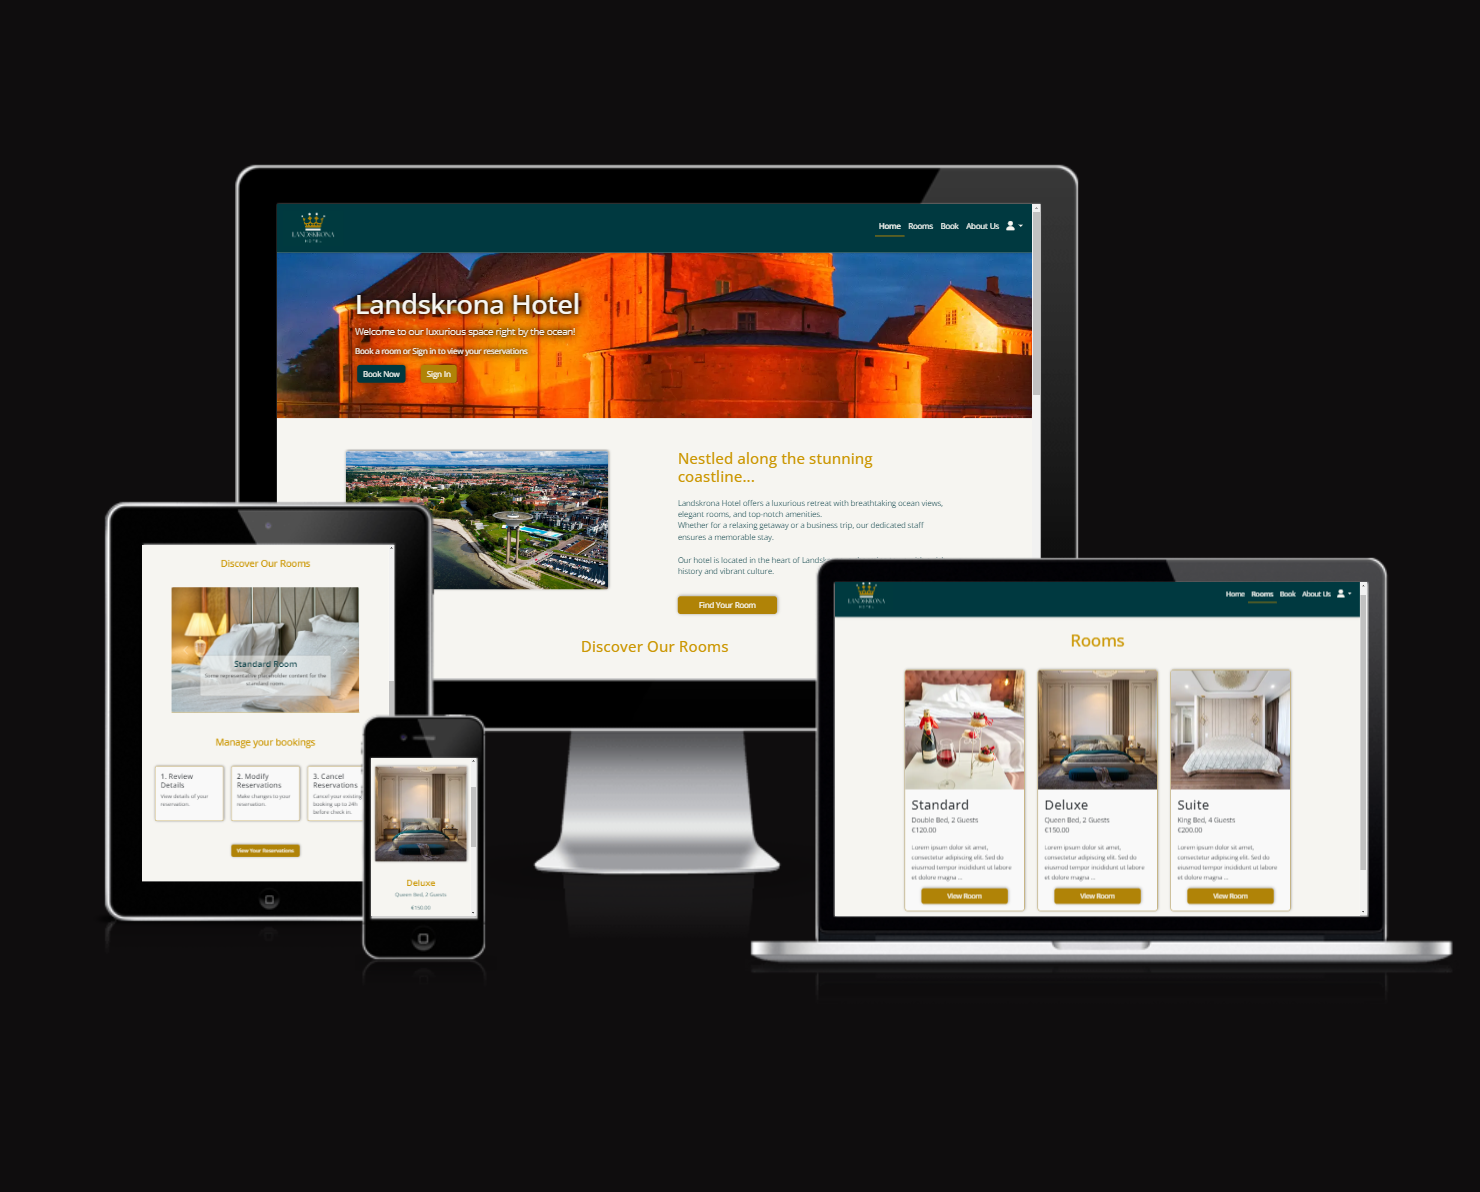 LANDSKRONA
HOTEL
Home Rooms Book About Us
Landskrona Hotel
Welcome to our luxurious space right by the ocean!
Book a room or Sign in to view your reservations
Book Now Sign In
Nestled along the stunning
coastline...
Landskrona Hotel offers a luxurious retreat with breathtaking ocean views,
elegant rooms, and top-notch amenities.
Whether for a relaxing getaway or a business trip, our dedicated staff
ensures a memorable stay.
Our hotel is located in the heart of
history and vibrant culture.
Find Your Room
Discover Our Rooms
Discover Our Rooms
Standard Room
Some representative placeholder content for the
standard room.
Manage your bookings
1. Review
Details
View details of your
reservation.
2. Modify
Reservations
Make changes to your
reservation.
3. Cancel
Reservations
Cancel your existing
booking up to 24h
before check in.
View Your Reservations
Deluxe
Queen Bed, 2 Guests
€150.00
LANDSKRONA
HOTEL
Home Rooms Book About Us
Rooms
Standard
Double Bed, 2 Guests
€120.00
Lorem ipsum dolor sit amet,
consectetur adipiscing elit. Sed do
eiusmod tempor incididunt ut labore
et dolore magna ...
View Room
Deluxe
Queen Bed, 2 Guests
€150.00
Lorem ipsum dolor sit amet,
consectetur adipiscing elit. Sed do
eiusmod tempor incididunt ut labore
et dolore magna ...
View Room
Suite
King Bed, 4 Guests
€200.00
Lorem ipsum dolor sit amet,
consectetur adipiscing elit. Sed do
eiusmod tempor incididunt ut labore
et dolore magna ...
View Room